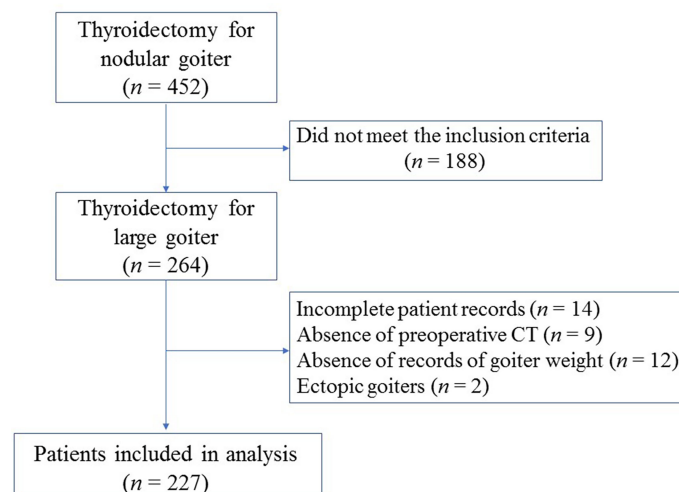 Thyroidectomy for
nodular goiter
(n = 452)
Did not meet the inclusion criteria
(n = 188)
Thyroidectomy for
large goiter
(n = 264)
Incomplete patient records (n = 14)
Absence of preoperative CT (n = 9)
Absence of records of goiter weight (n = 12)
Ectopic goiters (n = 2)
Patients included in analysis
(n = 227)